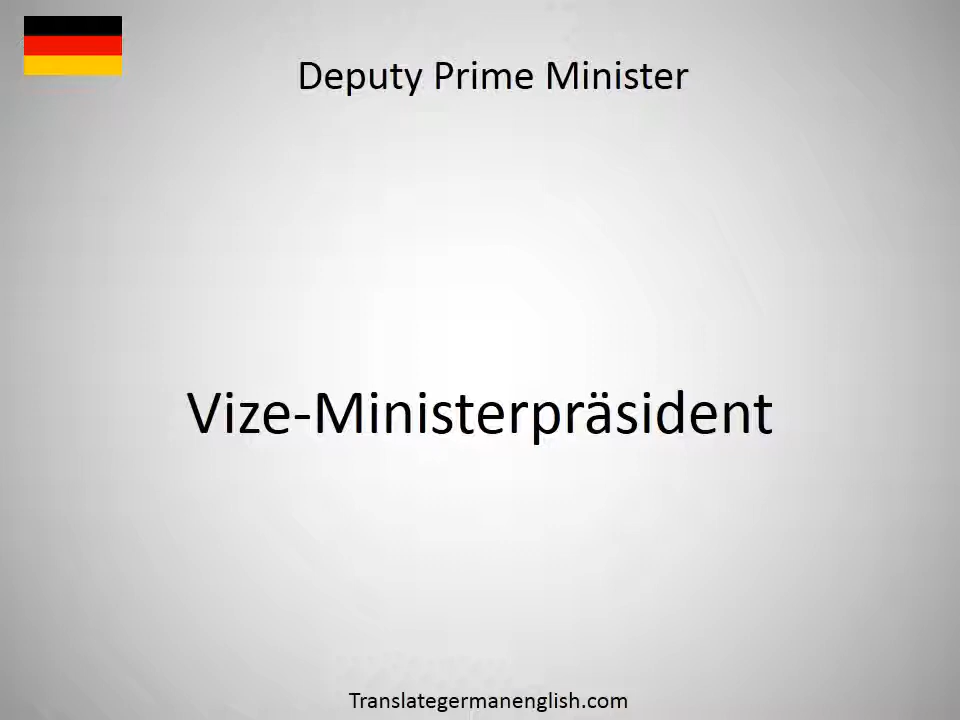 Deputy Prime Minister
Vize-Ministerpräsident
Translategermanenglish.com